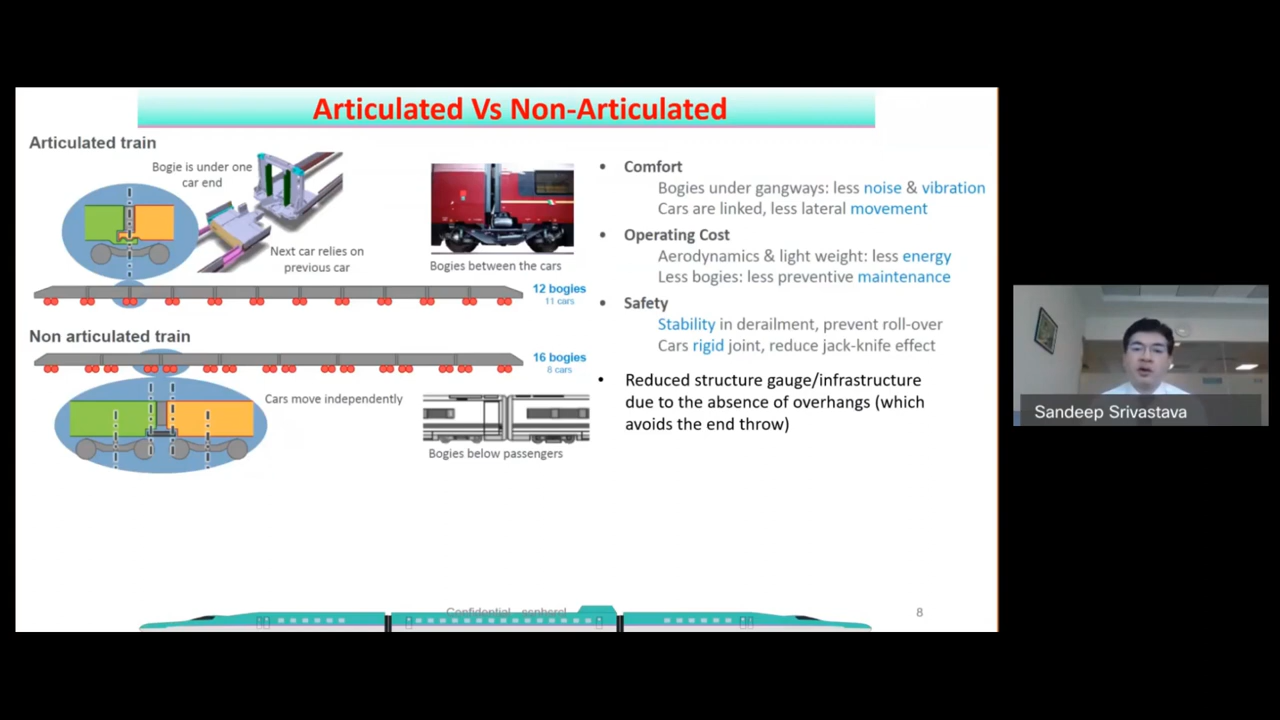 Articulated Vs Non-Articulated
Articulated train
Bogie is under one
car end
Next car relies on
previous car
Bogies between the cars
12 bogies
11 cars
Non articulated train
16 bogies
8 cars
Cars move independently
Bogies below passengers
• Comfort
Bogies under gangways: less noise & vibration
Cars are linked, less lateral movement
• Operating Cost
Aerodynamics & light weight: less energy
Less bogies: less preventive maintenance
• Safety
Stability in derailment, prevent roll-over
Cars rigid joint, reduce jack-knife effect
• Reduced structure gauge/infrastructure
due to the absence of overhangs (which
avoids the end throw)
Confidential
8
Sandeep Srivastava